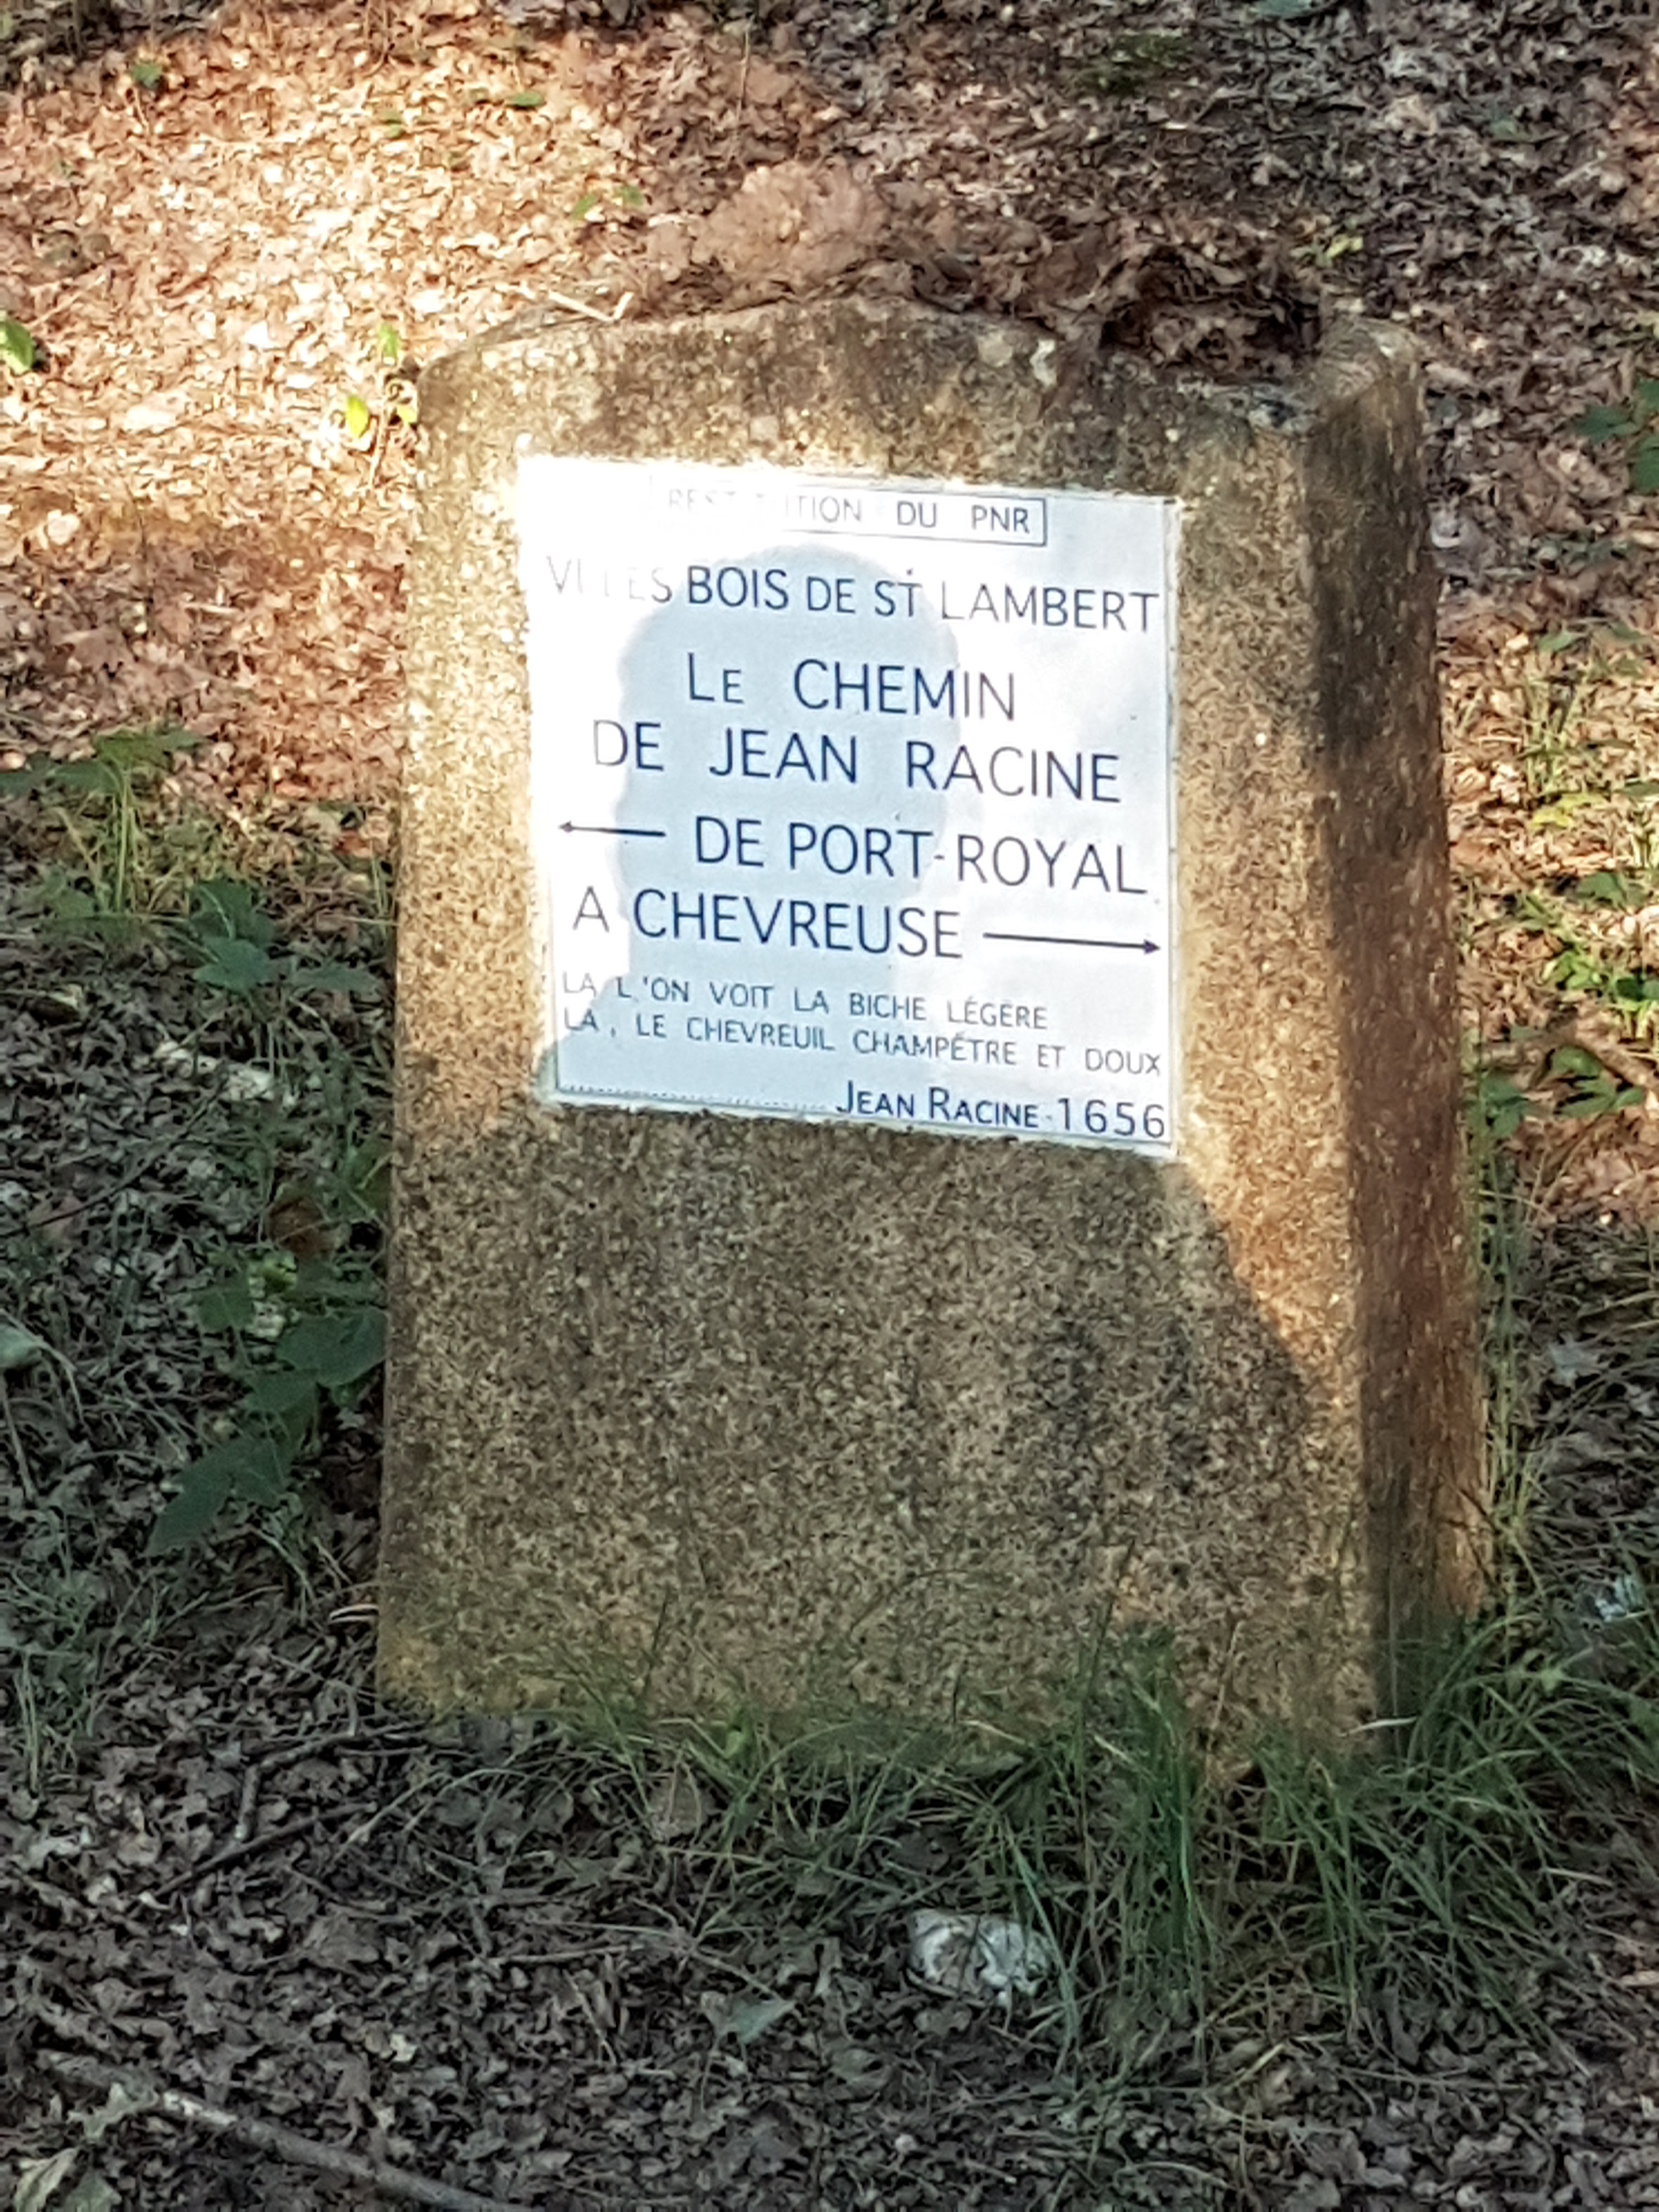 DU PNR
BOIS DE ST LAMBERT
LE CHEMIN
DE JEAN RACINE
← DE PORT-ROYAL
A CHEVREUSE →
LA L'ON VOIT LA BICHE LÉGÈRE
LA, LE CHEVREUIL CHAMPÊTRE ET DOUX
JEAN RACINE-1656